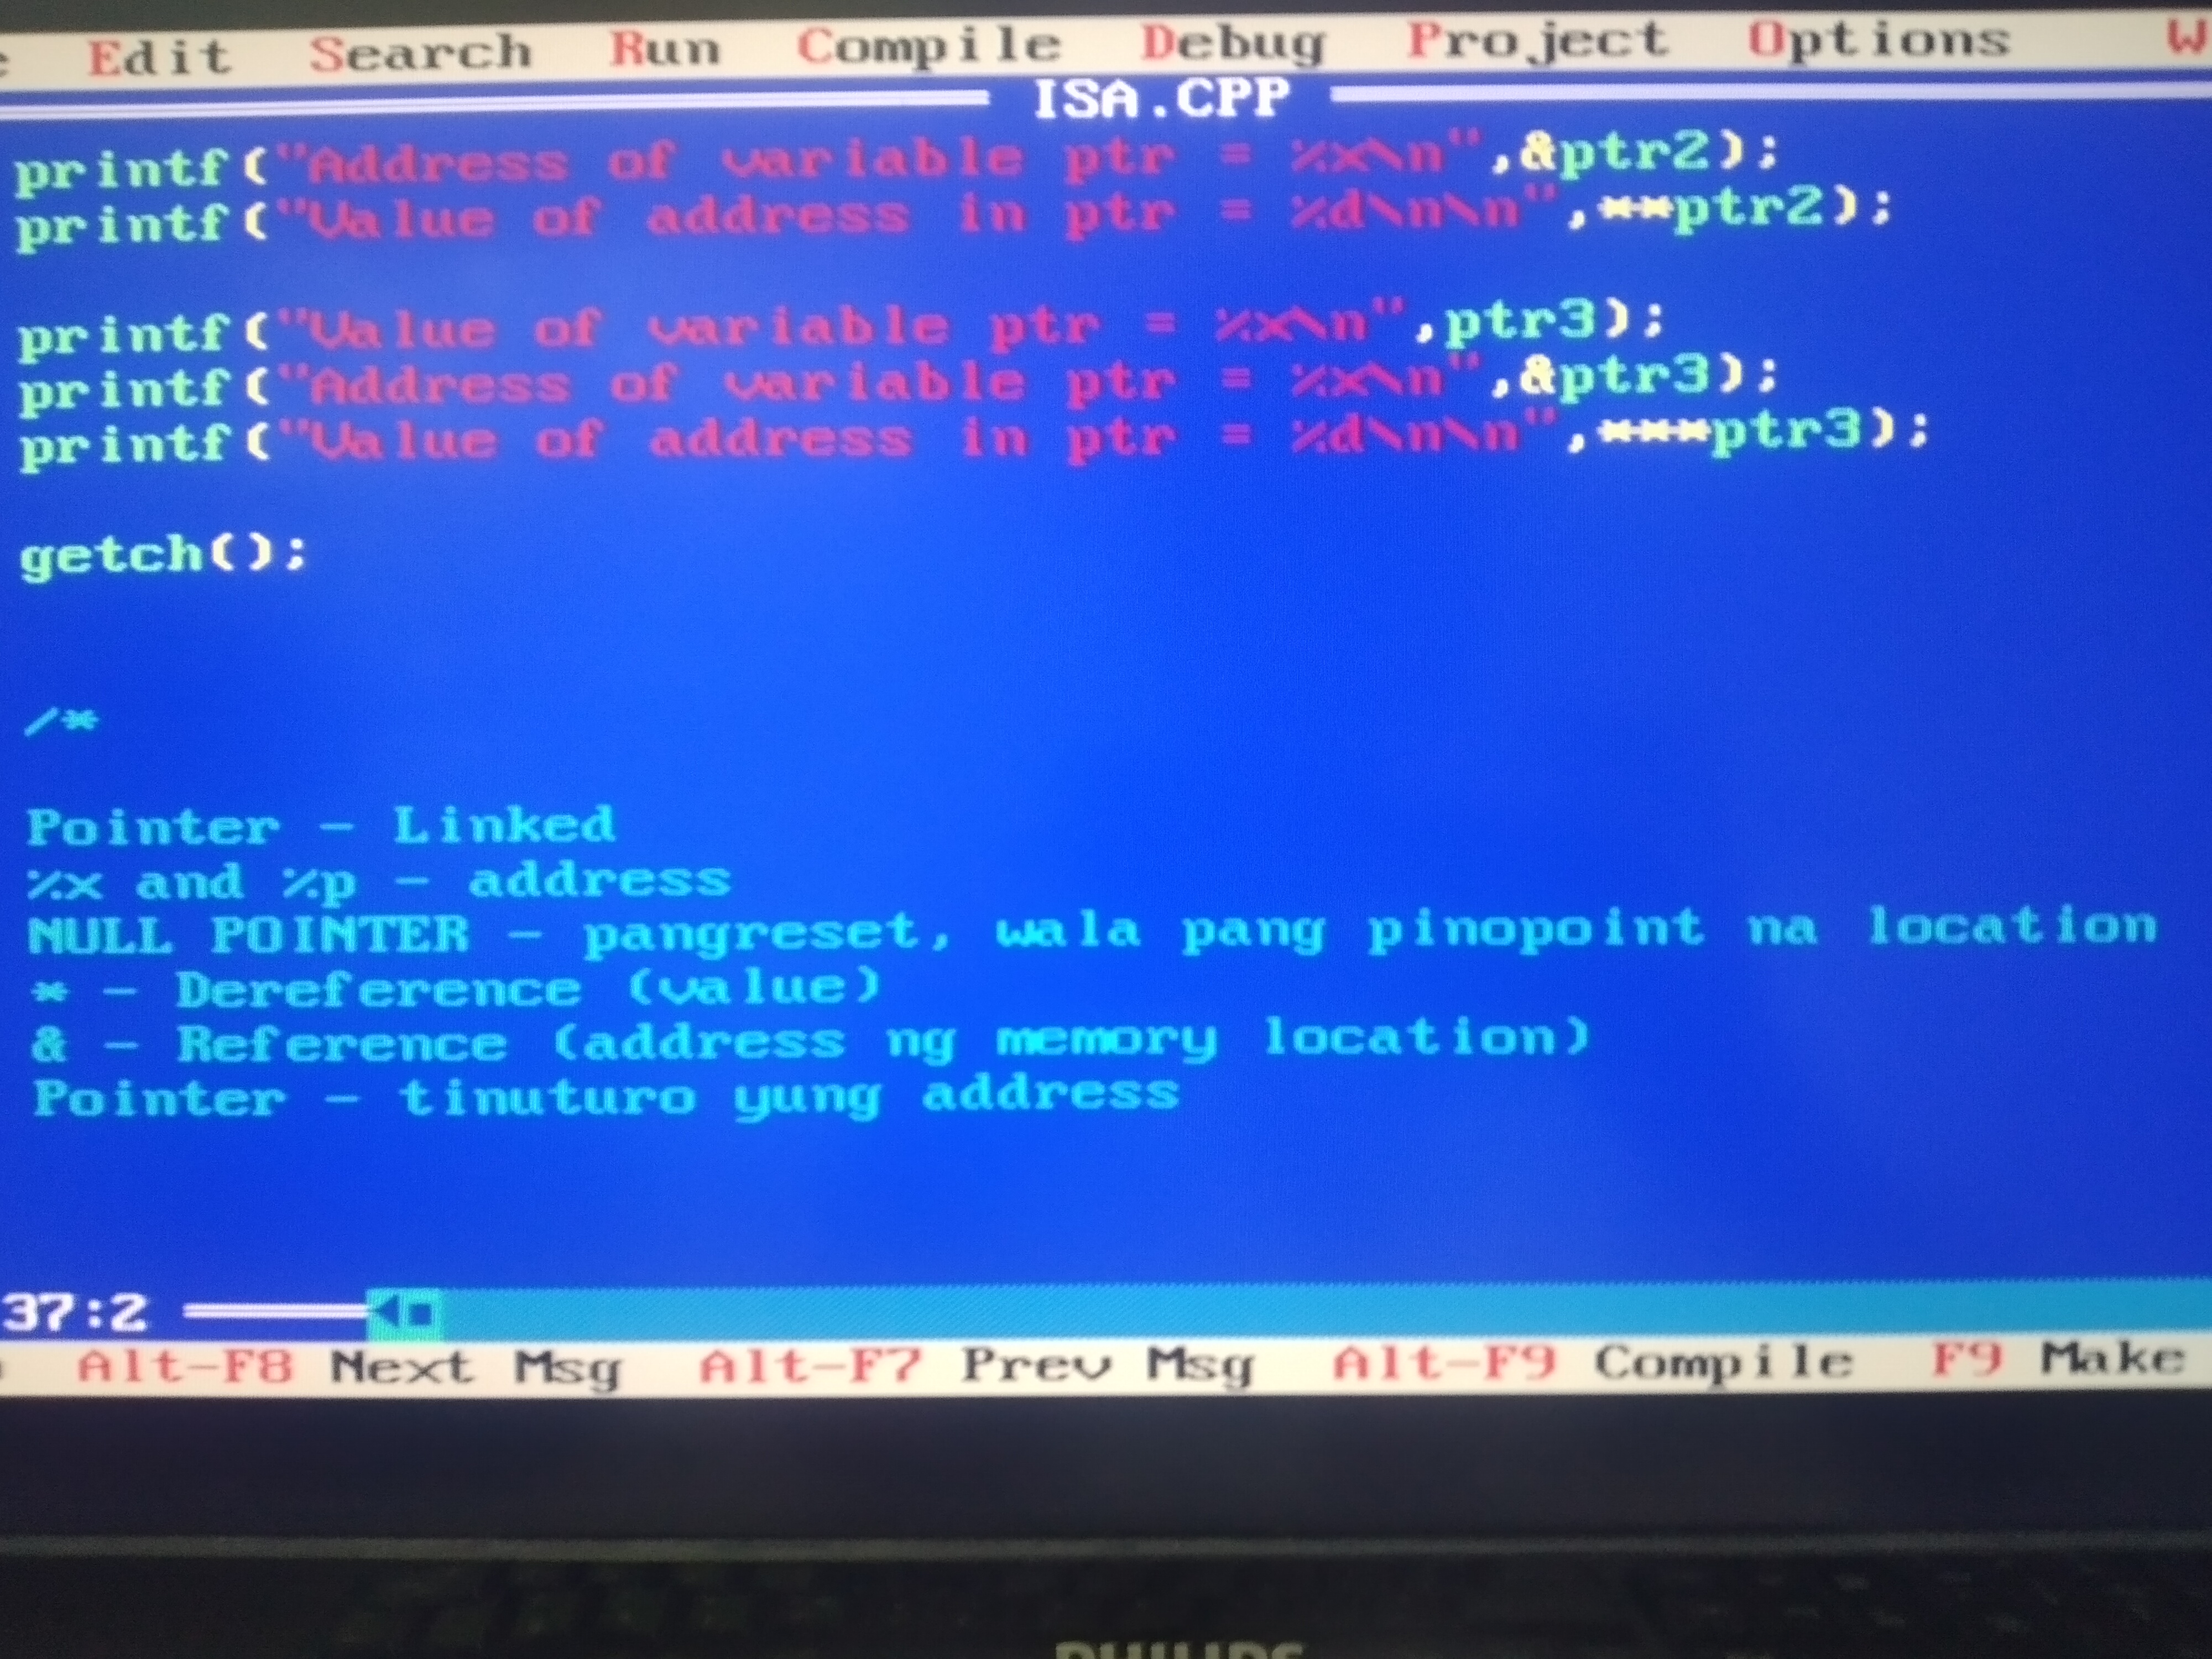 Edit Search Run Compile Debug Project Options W
ISA.CPP
printf("Address of variable ptr = %x\n",&ptr2);
printf("Value of address in ptr = %d\n\n",**ptr2);
printf("Value of variable ptr = %x\n",ptr3);
printf("Address of variable ptr = %x\n",&ptr3);
printf("Value of address in ptr = %d\n\n",***ptr3);
getch();
/*
Pointer - Linked
%x and %p - address
NULL POINTER - pangreset, wala pang pinopoint na location
* - Dereference (value)
& - Reference (address ng memory location)
Pointer - tinuturo yung address
37:2
Alt-F8 Next Msg Alt-F7 Prev Msg Alt-F9 Compile F9 Make
PHILIPS